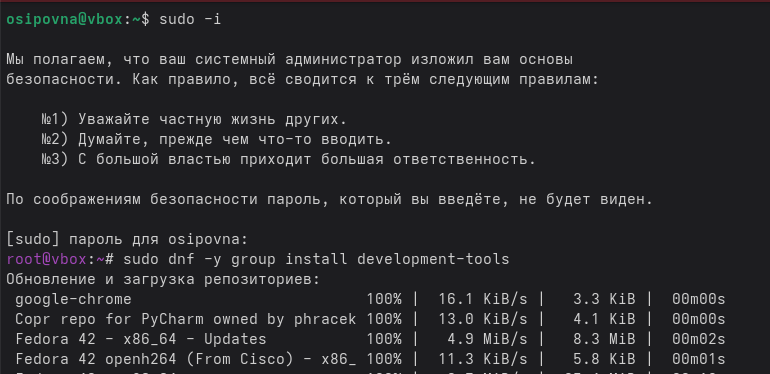 osipovna@vbox:~$ sudo -i
Мы полагаем, что ваш системный администратор изложил вам основы
безопасности. Как правило, всё сводится к трём следующим правилам:
№1) Уважайте частную жизнь других.
№2) Думайте, прежде чем что-то вводить.
№3) С большой властью приходит большая ответственность.
По соображениям безопасности пароль, который вы введёте, не будет виден.
[sudo] пароль для osipovna:
root@vbox:~# sudo dnf -y group install development-tools
Обновление и загрузка репозиториев:
google-chrome 100% | 16.1 KiB/s | 3.3 KiB | 00m00s
Copr repo for PyCharm owned by phracek 100% | 13.0 KiB/s | 4.1 KiB | 00m00s
Fedora 42 - x86_64 - Updates 100% | 4.9 MiB/s | 8.3 MiB | 00m02s
Fedora 42 openh264 (From Cisco) - x86_ 100% | 11.3 KiB/s | 5.8 KiB | 00m01s